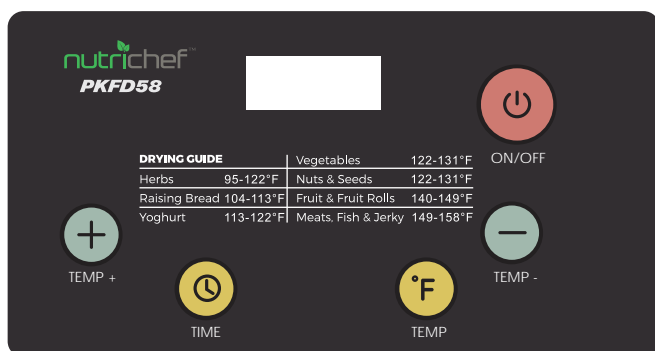 nutrichef™
PKFD58
ON/OFF
DRYING GUIDE
Herbs 95-122°F
Raising Bread 104-113°F
Yoghurt 113-122°F
Vegetables 122-131°F
Nuts & Seeds 122-131°F
Fruit & Fruit Rolls 140-149°F
Meats, Fish & Jerky 149-158°F
TEMP +
TIME
°F
TEMP
TEMP -